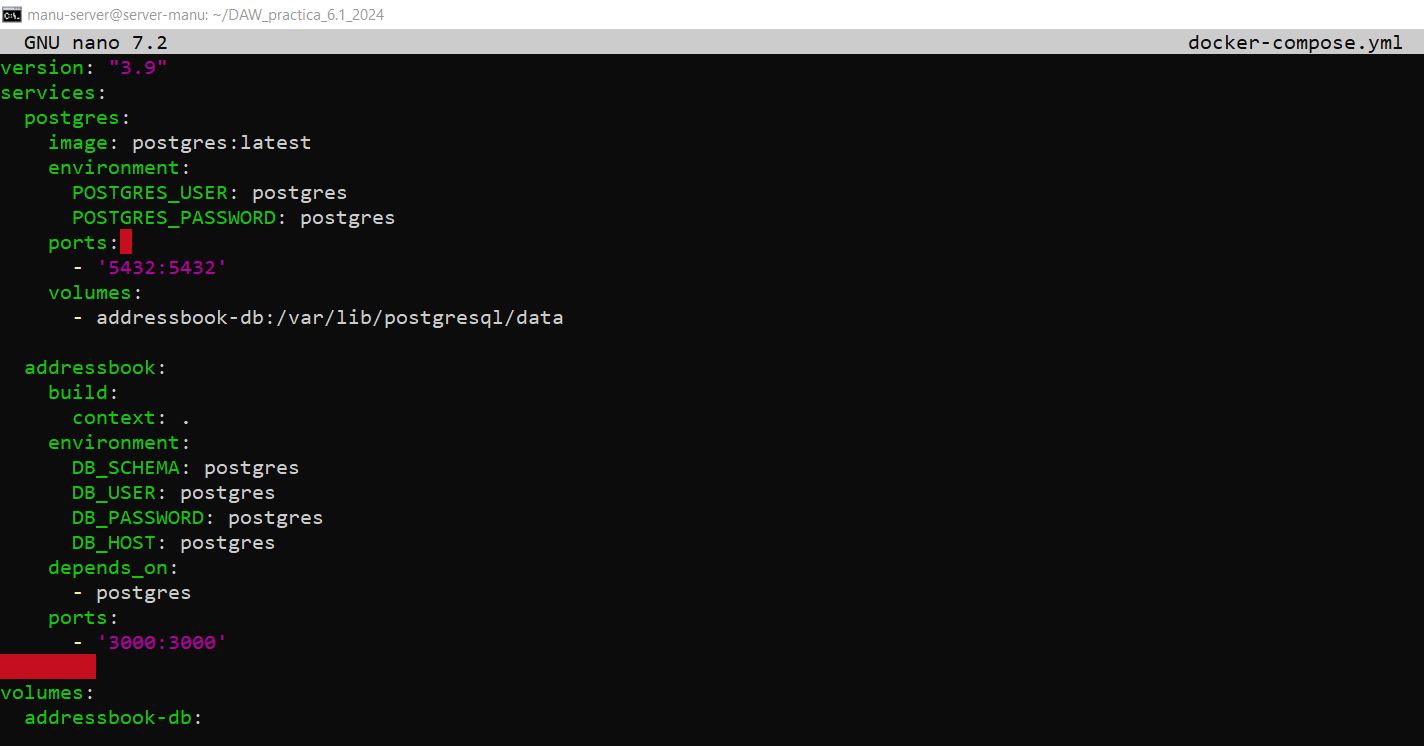 manu-server@server-manu: ~/DAW_practica_6.1_2024
GNU nano 7.2 docker-compose.yml
version: "3.9"
services:
  postgres:
    image: postgres:latest
    environment:
      POSTGRES_USER: postgres
      POSTGRES_PASSWORD: postgres
    ports:
      - '5432:5432'
    volumes:
      - addressbook-db:/var/lib/postgresql/data

  addressbook:
    build:
      context: .
    environment:
      DB_SCHEMA: postgres
      DB_USER: postgres
      DB_PASSWORD: postgres
      DB_HOST: postgres
    depends_on:
      - postgres
    ports:
      - '3000:3000'

volumes:
  addressbook-db: